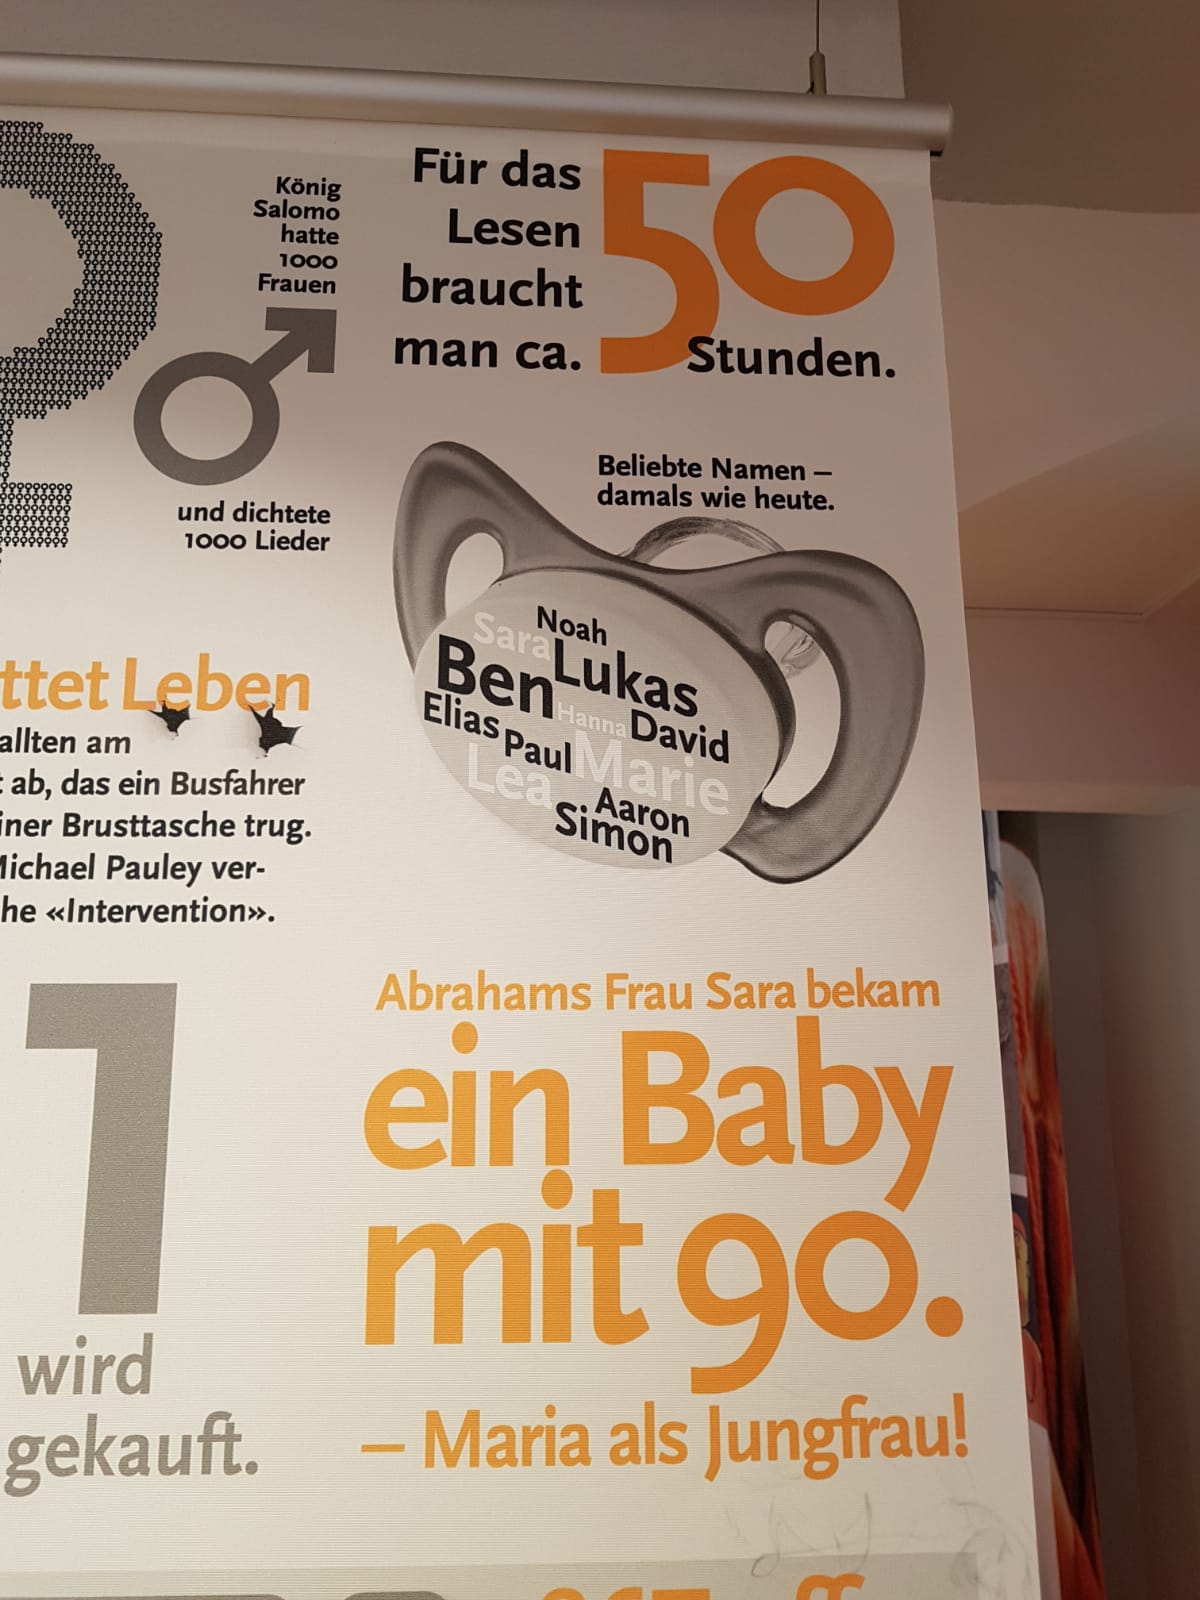 König
Salomo
hatte
1000
Frauen
und dichtete
1000 Lieder
Für das
Lesen
braucht
man ca. 50
Stunden.
Beliebte Namen –
damals wie heute.
Noah
Sara
Lukas
Ben
Hanna
David
Elias
Paul
Marie
Lea
Aaron
Simon
ttet Leben
allten am
ab, das ein Busfahrer
iner Brusttasche trug.
Michael Pauley ver-
he «Intervention».
1
wird
gekauft.
Abrahams Frau Sara bekam
ein Baby
mit 90.
– Maria als Jungfrau!